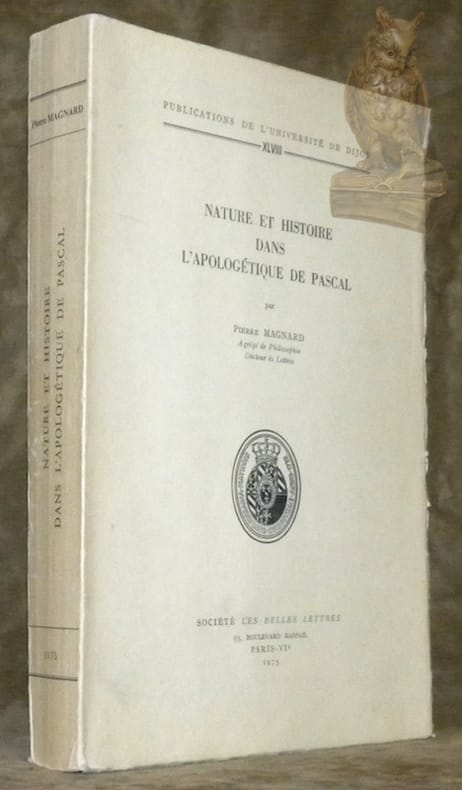 Pierre MAGNARD
NATURE ET HISTOIRE
DANS L'APOLOGÉTIQUE DE PASCAL
1975
PUBLICATIONS DE L'UNIVERSITÉ DE DIJON
XLVIII
NATURE ET HISTOIRE
DANS
L'APOLOGÉTIQUE DE PASCAL
par
PIERRE MAGNARD
Agrégé de Philosophie
Docteur ès Lettres
SOCIÉTÉ LES BELLES LETTRES
95, BOULEVARD RASPAIL
PARIS-VIe
1975